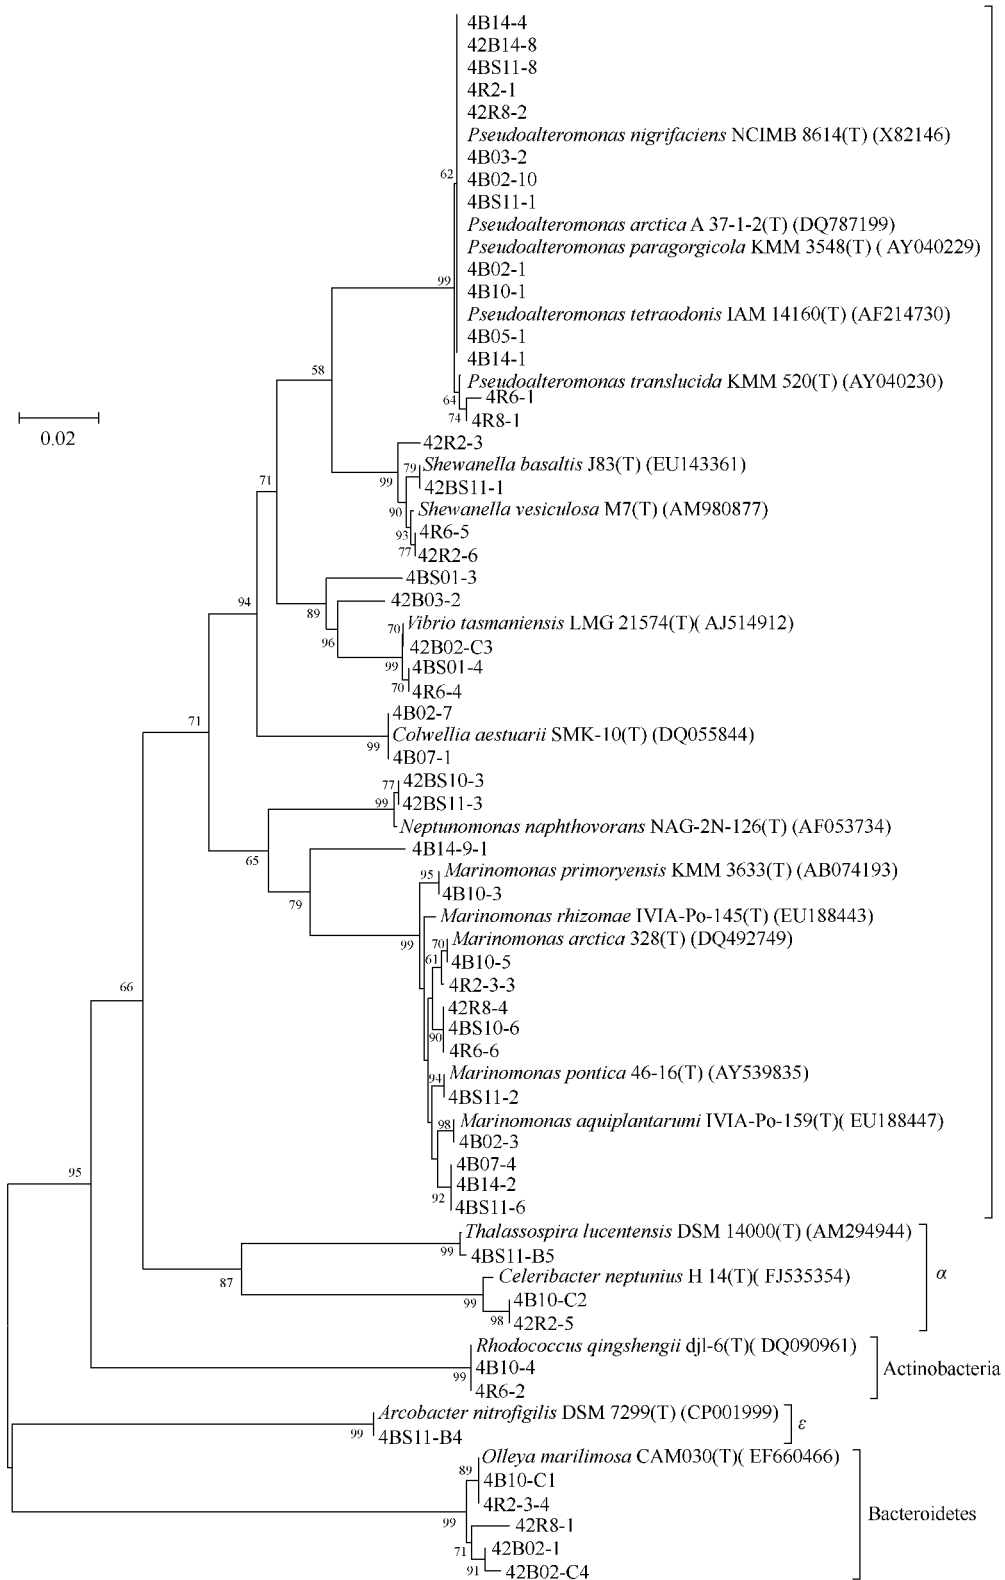 4B14-4
42B14-8
4BS11-8
4R2-1
42R8-2
Pseudoalteromonas nigrifaciens NCIMB 8614(T) (X82146)
4B03-2
62
4B02-10
4BS11-1
Pseudoalteromonas arctica A 37-1-2(T) (DQ787199)
Pseudoalteromonas paragorgicola KMM 3548(T) ( AY040229)
4B02-1
99
4B10-1
Pseudoalteromonas tetraodonis IAM 14160(T) (AF214730)
4B05-1
4B14-1
58
Pseudoalteromonas translucida KMM 520(T) (AY040230)
64
4R6-1
74
4R8-1
0.02
42R2-3
79
Shewanella basaltis J83(T) (EU143361)
71
99
42BS11-1
90
Shewanella vesiculosa M7(T) (AM980877)
93
4R6-5
77
42R2-6
4BS01-3
94
42B03-2
89
Vibrio tasmaniensis LMG 21574(T)( AJ514912)
70
96
42B02-C3
99
4BS01-4
70
4R6-4
4B02-7
71
Colwellia aestuarii SMK-10(T) (DQ055844)
99
4B07-1
77
42BS10-3
99
42BS11-3
Neptunomonas naphthovorans NAG-2N-126(T) (AF053734)
4B14-9-1
65
Marinomonas primoryensis KMM 3633(T) (AB074193)
95
4B10-3
79
Marinomonas rhizomae IVIA-Po-145(T) (EU188443)
99
Marinomonas arctica 328(T) (DQ492749)
70
61
4B10-5
4R2-3-3
66
42R8-4
4BS10-6
90
4R6-6
Marinomonas pontica 46-16(T) (AY539835)
94
4BS11-2
Marinomonas aquiplantarumi IVIA-Po-159(T)( EU188447)
98
4B02-3
4B07-4
95
4B14-2
92
4BS11-6
Thalassospira lucentensis DSM 14000(T) (AM294944)
99
4BS11-B5
α
87
Celeribacter neptunius H 14(T)( FJ535354)
99
4B10-C2
98
42R2-5
Rhodococcus qingshengii djl-6(T)( DQ090961)
4B10-4
Actinobacteria
99
4R6-2
Arcobacter nitrofigilis DSM 7299(T) (CP001999)
ε
99
4BS11-B4
Olleya marilimosa CAM030(T)( EF660466)
89
4B10-C1
4R2-3-4
Bacteroidetes
99
42R8-1
71
42B02-1
91
42B02-C4